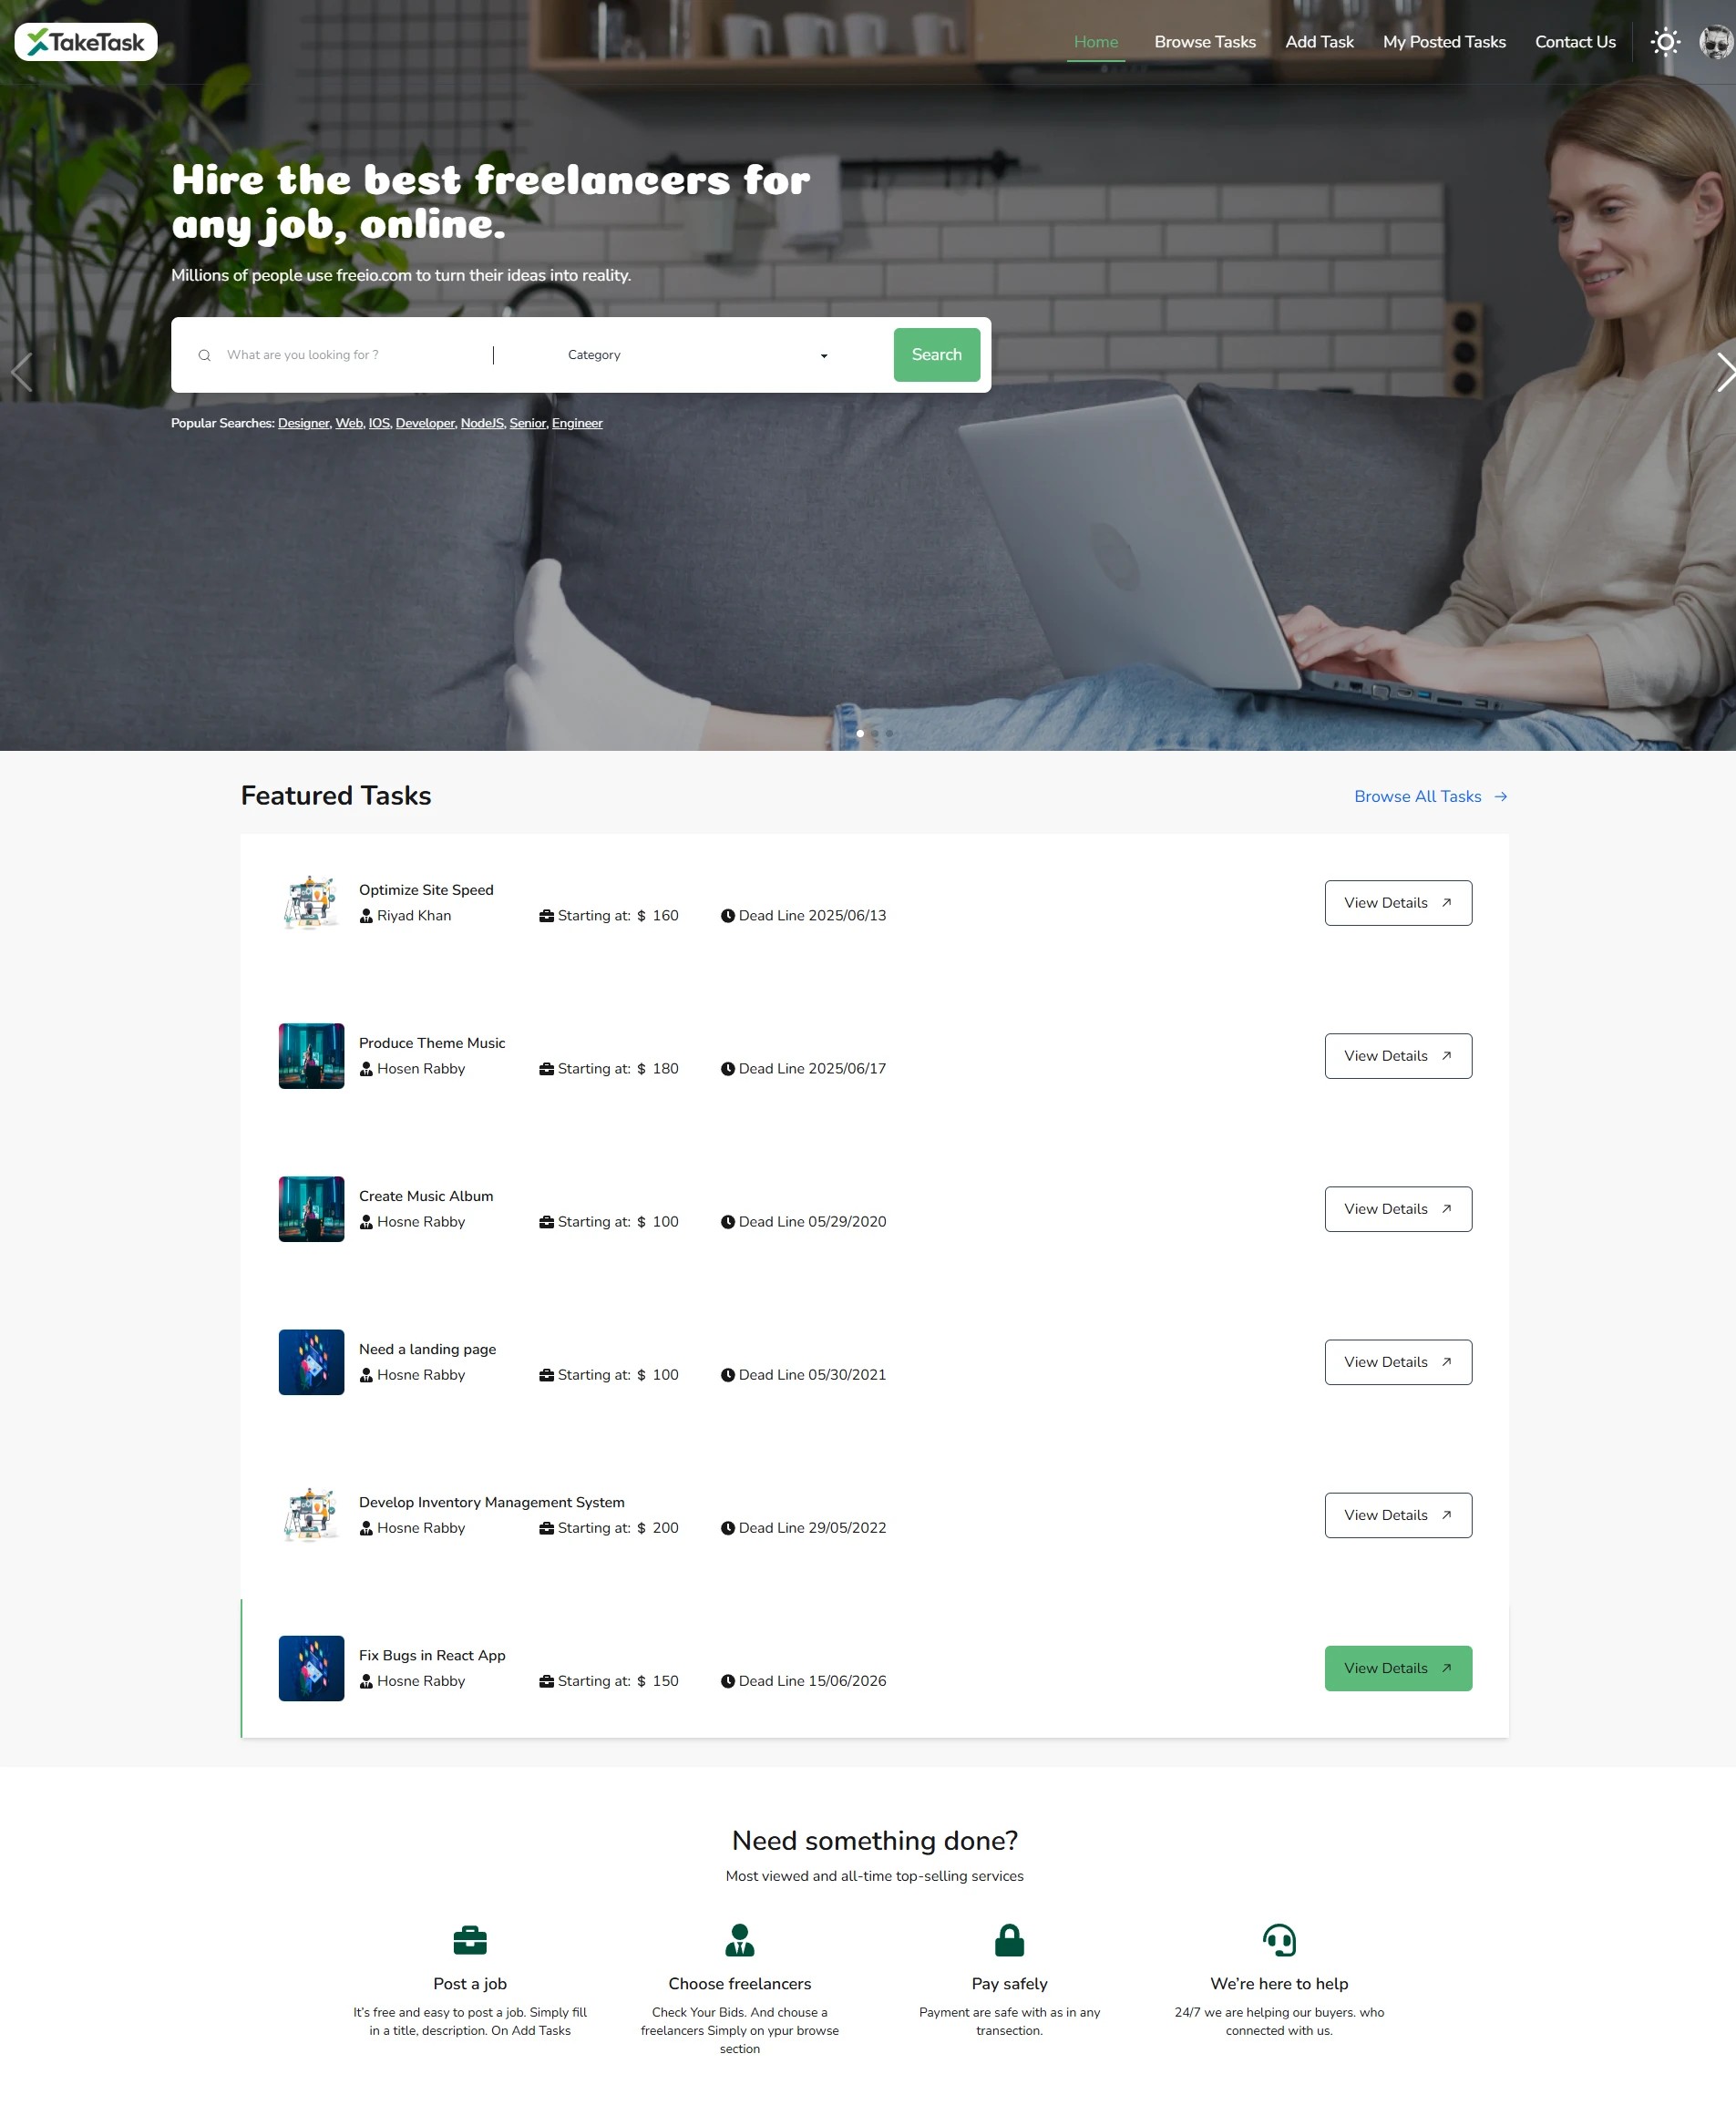 TakeTask
Home Browse Tasks Add Task My Posted Tasks Contact Us
Hire the best freelancers for
any job, online.
Millions of people use freeio.com to turn their ideas into reality.
What are you looking for ? Category Search
Popular Searches: Designer, Web, IOS, Developer, NodeJS, Senior, Engineer
Featured Tasks Browse All Tasks →
Optimize Site Speed
Riyad Khan Starting at: $ 160 Dead Line 2025/06/13
View Details
Produce Theme Music
Hosen Rabby Starting at: $ 180 Dead Line 2025/06/17
View Details
Create Music Album
Hosne Rabby Starting at: $ 100 Dead Line 05/29/2020
View Details
Need a landing page
Hosne Rabby Starting at: $ 100 Dead Line 05/30/2021
View Details
Develop Inventory Management System
Hosne Rabby Starting at: $ 200 Dead Line 29/05/2022
View Details
Fix Bugs in React App
Hosne Rabby Starting at: $ 150 Dead Line 15/06/2026
View Details
Need something done?
Most viewed and all-time top-selling services
Post a job
It's free and easy to post a job. Simply fill
in a title, description. On Add Tasks
Choose freelancers
Check Your Bids. And choose a
freelancers Simply on ypur browse
section
Pay safely
Payment are safe with as in any
transection.
We're here to help
24/7 we are helping our buyers. who
connected with us.